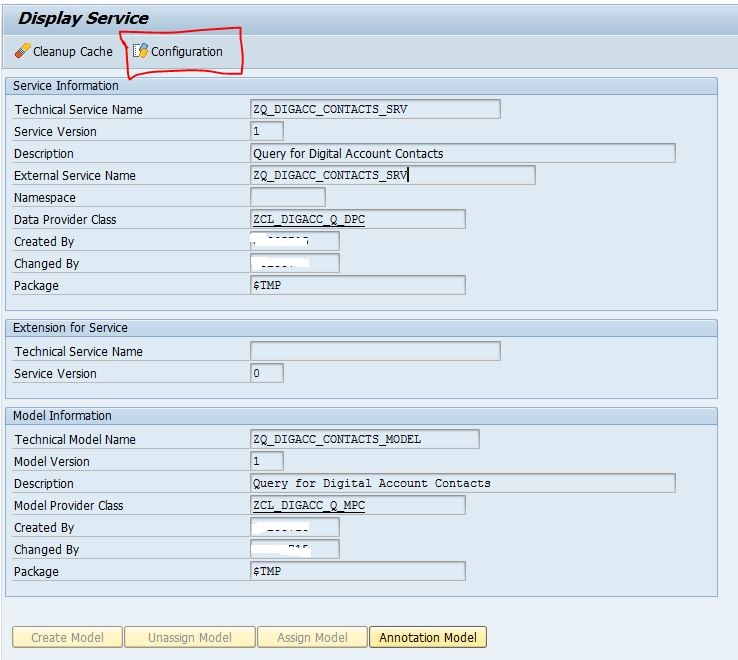 Display Service
Cleanup Cache Configuration
Service Information
Technical Service Name ZQ_DIGACC_CONTACTS_SRV
Service Version 1
Description Query for Digital Account Contacts
External Service Name ZQ_DIGACC_CONTACTS_SRV
Namespace
Data Provider Class ZCL_DIGACC_Q_DPC
Created By
Changed By
Package $TMP
Extension for Service
Technical Service Name
Service Version 0
Model Information
Technical Model Name ZQ_DIGACC_CONTACTS_MODEL
Model Version 1
Description Query for Digital Account Contacts
Model Provider Class ZCL_DIGACC_Q_MPC
Created By
Changed By
Package $TMP
Create Model Unassign Model Assign Model Annotation Model